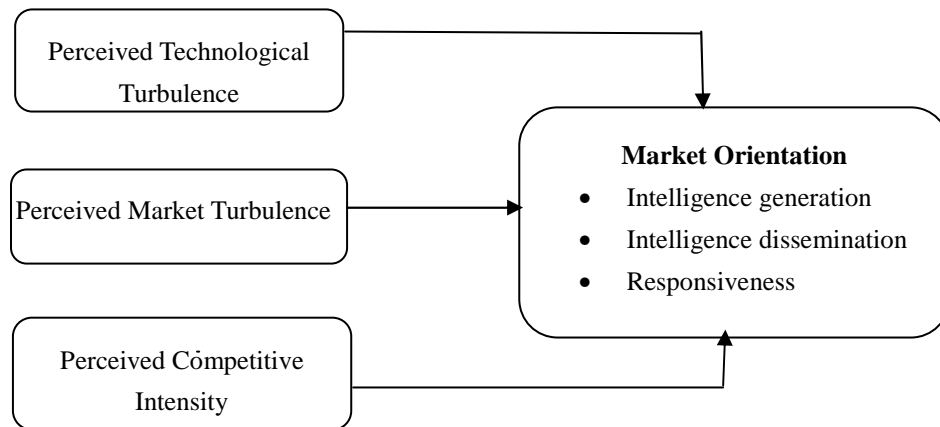 Perceived Technological
Turbulence
Perceived Market Turbulence
Perceived Competitive
Intensity
Market Orientation
• Intelligence generation
• Intelligence dissemination
• Responsiveness